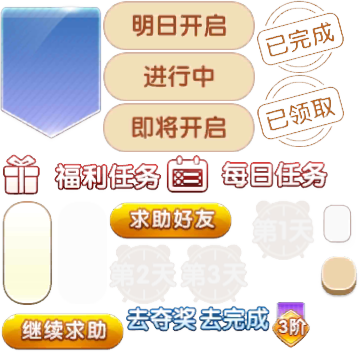 明日开启
已完成
进行中
已领取
即将开启
福利任务
每日任务
求助好友
第1天
第2天
第3天
去夺奖
去完成
3阶
继续求助